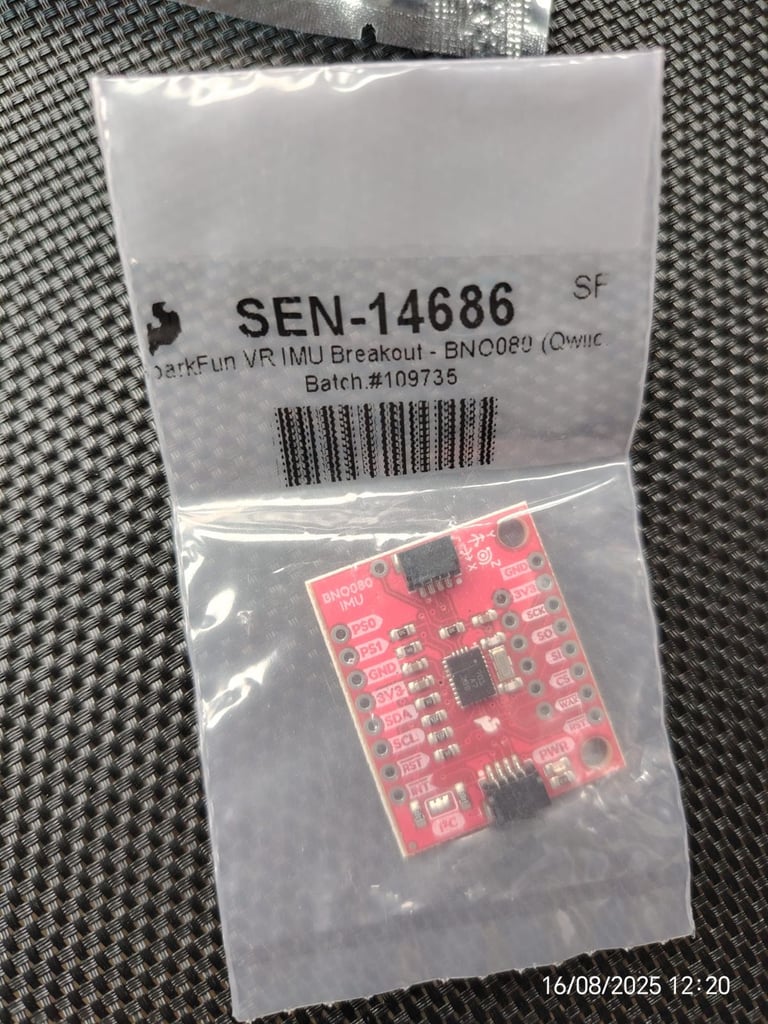 SEN-14686
SF
parkFun VR IMU Breakout - BNO080 (Qwiic
Batch.#109735
BNO080
IMU
Y
Z
X
PS0
PS1
GND
3V3
SDA
SCL
RST
INT
I²C
GND
3V3
SCK
SO
SI
CS
WAK
RST
PWR
16/08/2025 12:20